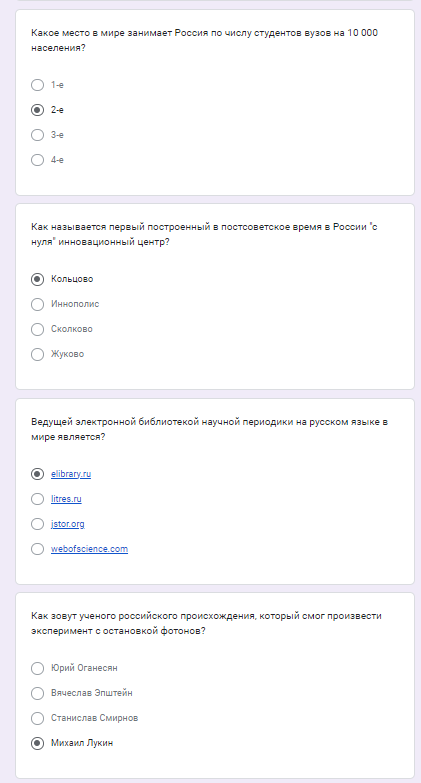 Какое место в мире занимает Россия по числу студентов вузов на 10 000
населения?
1-е
2-е
3-е
4-е
Как называется первый построенный в постсоветское время в России "с
нуля" инновационный центр?
Кольцово
Иннополис
Сколково
Жуково
Ведущей электронной библиотекой научной периодики на русском языке в
мире является?
elibrary.ru
litres.ru
jstor.org
webofscience.com
Как зовут ученого российского происхождения, который смог произвести
эксперимент с остановкой фотонов?
Юрий Оганесян
Вячеслав Эпштейн
Станислав Смирнов
Михаил Лукин